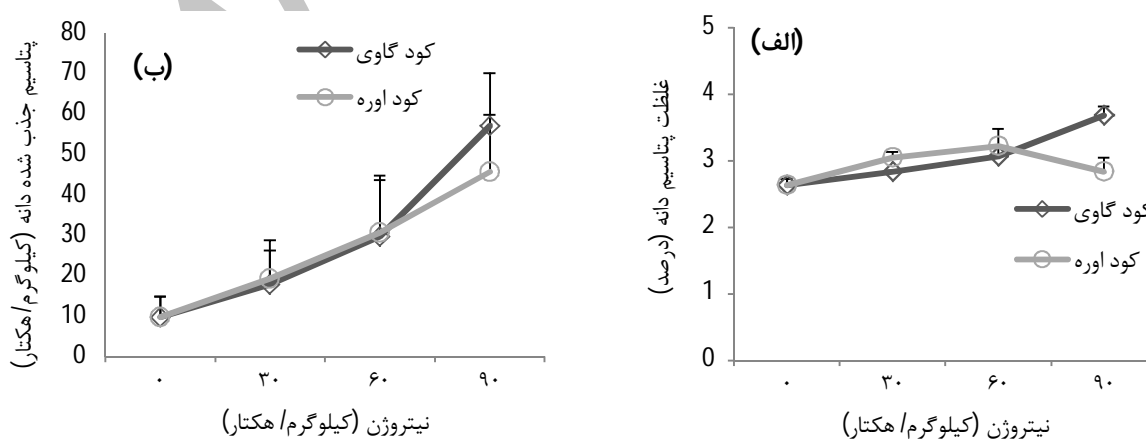 (الف)
غلظت پتاسیم دانه (درصد)
5
4
3
2
1
0
کود گاوی
کود اوره
۰
۳۰
۶۰
۹۰
نیتروژن (کیلوگرم/ هکتار)
(ب)
پتاسیم جذب شده دانه (کیلوگرم/هکتار)
80
70
60
50
40
30
20
10
0
کود گاوی
کود اوره
۰
۳۰
۶۰
۹۰
نیتروژن (کیلوگرم/ هکتار)